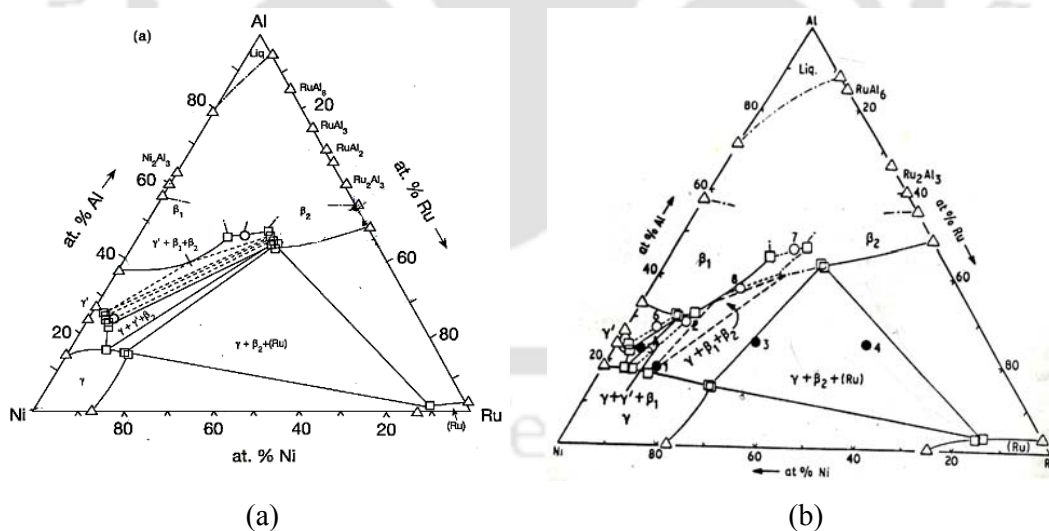 (a)
Al
Liq
RuAl₆
80
20
RuAl₃
RuAl₂
Ni₂Al₃
60
Ru₂Al₃
at. % Al
at. % Ru
β₁
β₂
γ' + β₁+β₂
40
60
γ'
γ+γ'+β₂
20
γ + β₂+(Ru)
80
γ
Ni
(Ru)
Ru
80
60
40
20
at. % Ni
(a)
(b)
Al
Liq.
RuAl₆
80
20
Ru₂Al₃
60
40
at % Al
at % Ru
β₁
7
β₂
40
8
60
γ'
6
2
γ+β₁+β₂
20
1
3
4
80
γ+γ'+β₁
γ + β₂ + (Ru)
γ
Ni
80
60
40
20
(Ru)
R
at % Ni
(b)